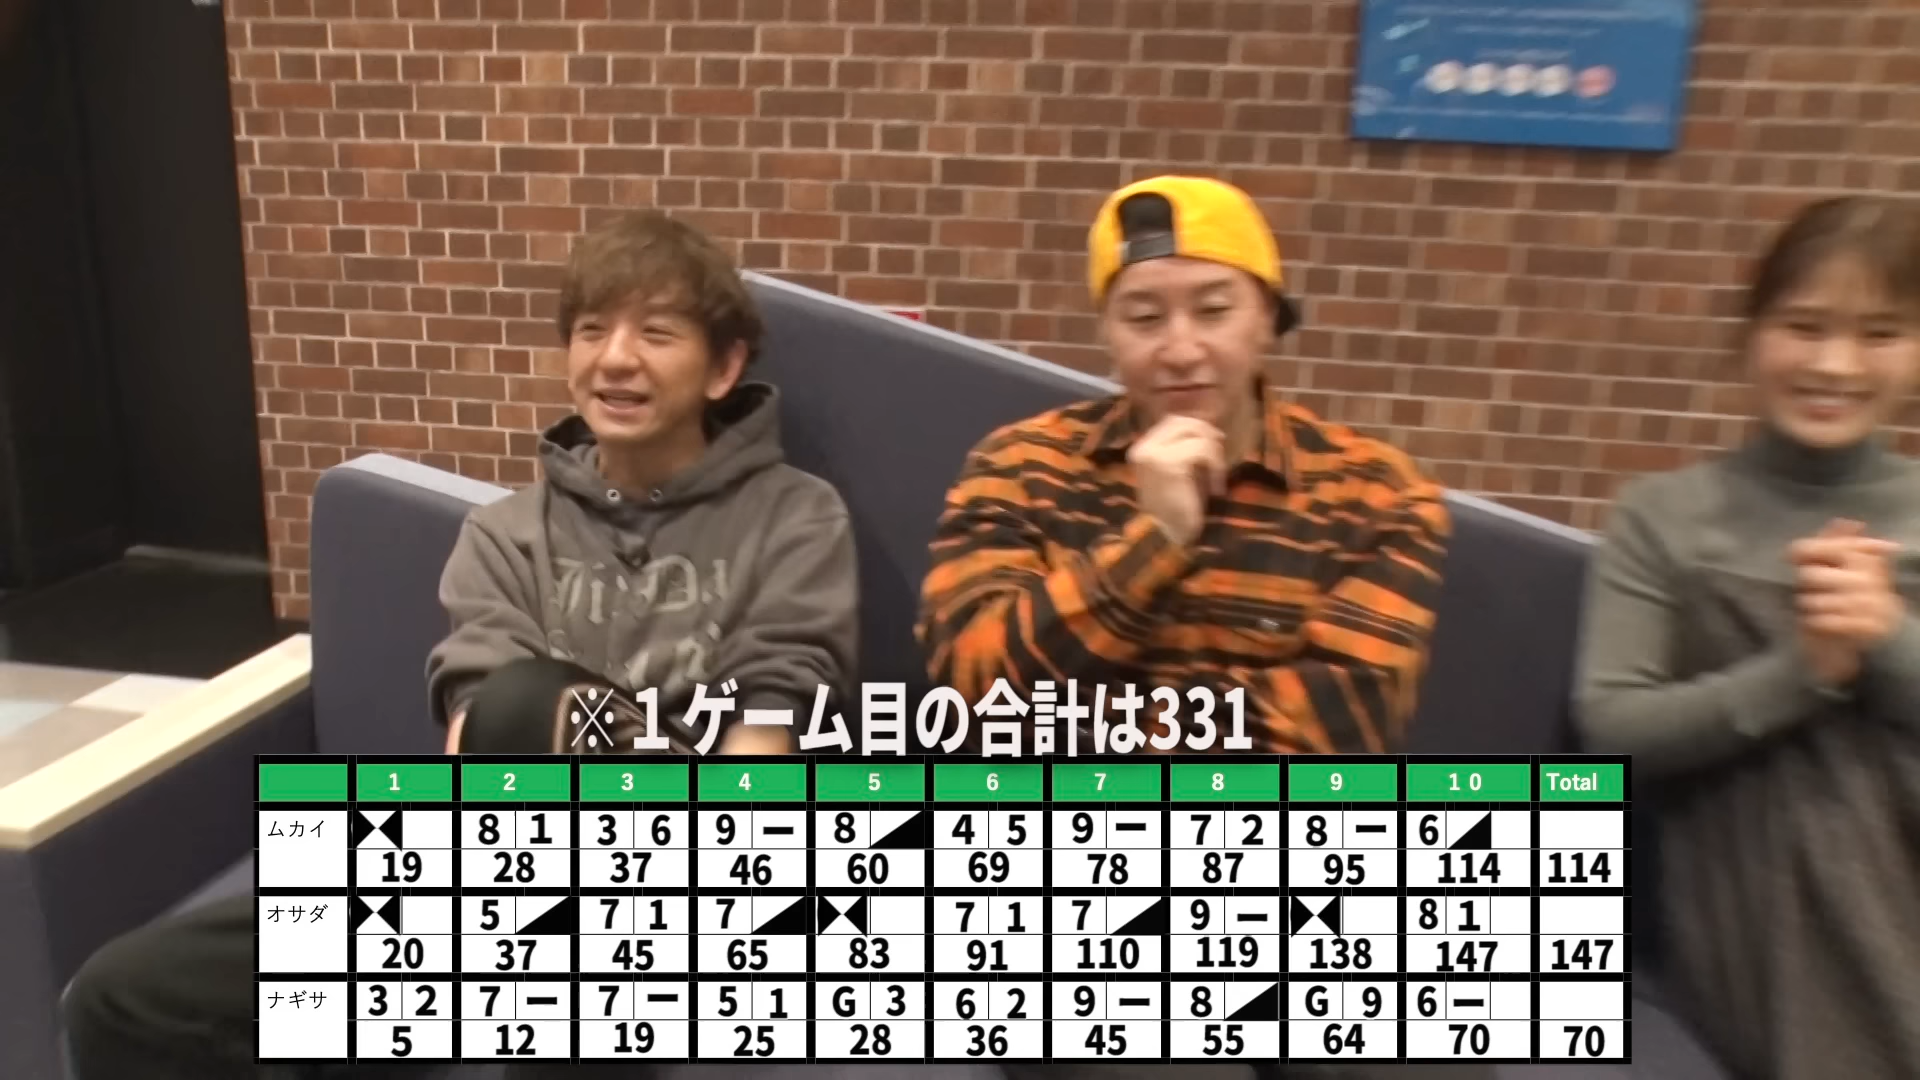 ※1ゲーム目の合計は331
1 2 3 4 5 6 7 8 9 10 Total
ムカイ 8 1 3 6 9 ー 8 4 5 9 ー 7 2 8 ー 6
19 28 37 46 60 69 78 87 95 114 114
オサダ 5 7 1 7 7 1 7 9 ー 8 1
20 37 45 65 83 91 110 119 138 147 147
ナギサ 3 2 7 ー 7 ー 5 1 G 3 6 2 9 ー 8 G 9 6 ー
5 12 19 25 28 36 45 55 64 70 70